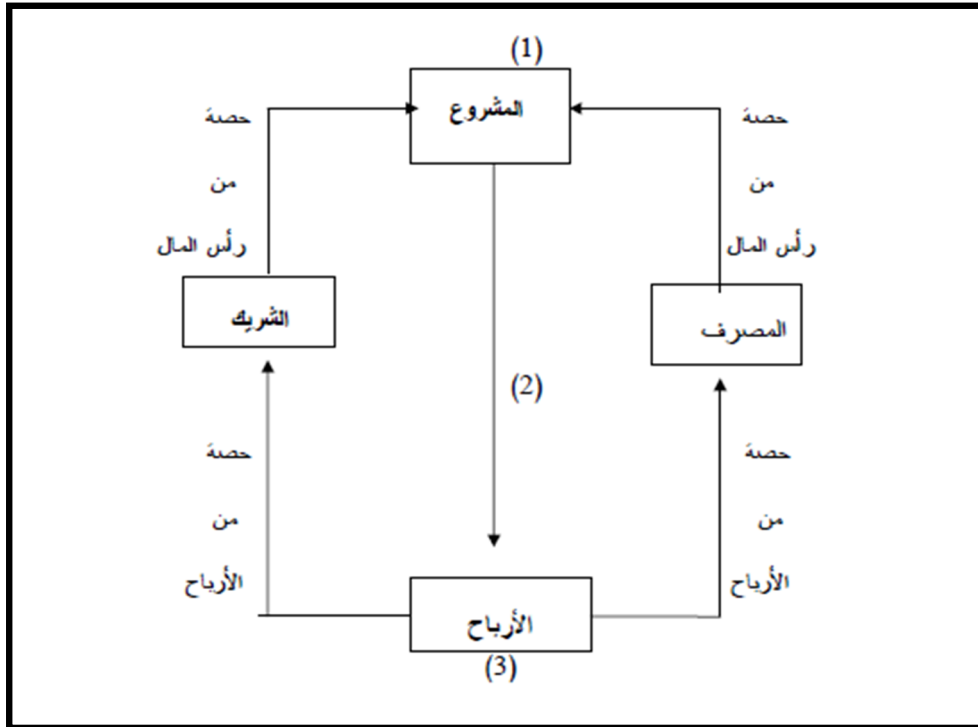 (1)
المشروع
حصة
من
رأس المال
حصة
من
رأس المال
المصرف
الشريك
(2)
حصة
من
الأرباح
حصة
من
الأرباح
الأرباح
(3)